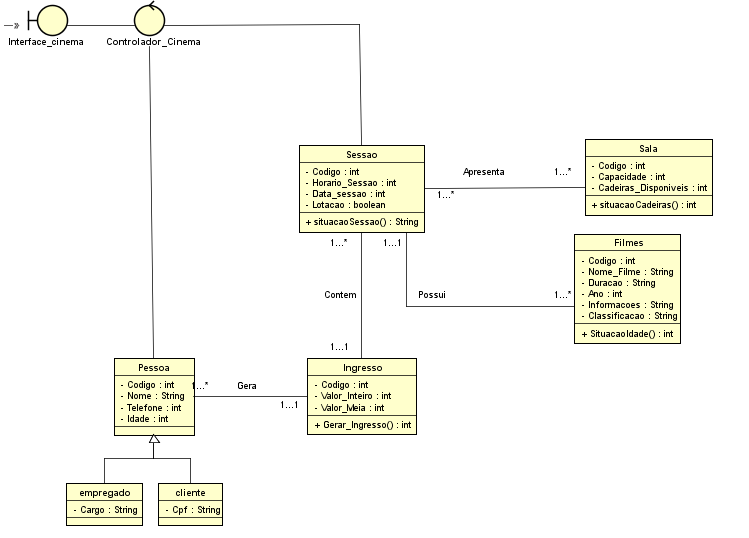 Interface_cinema
Controlador_Cinema
Sessao
- Codigo : int
- Horario_Sessao : int
- Data_sessao : int
- Lotacao : boolean
+ situacaoSessao() : String
Apresenta
1...*
1...*
Sala
- Codigo : int
- Capacidade : int
- Cadeiras_Disponiveis : int
+ situacaoCadeiras() : int
1...*
1...1
Contem
Possui
1...*
1...1
Filmes
- Codigo : int
- Nome_Filme : String
- Duracao : String
- Ano : int
- Informacoes : String
- Classificacao : String
+ SituacaoIdade() : int
Pessoa
- Codigo : int
- Nome : String
- Telefone : int
- Idade : int
1...*
Gera
1...1
Ingresso
- Codigo : int
- Valor_Inteiro : int
- Valor_Meia : int
+ Gerar_Ingresso() : int
empregado
- Cargo : String
cliente
- Cpf : String